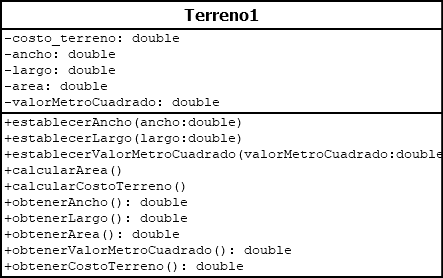 Terreno1
-costo_terreno: double
-ancho: double
-largo: double
-area: double
-valorMetroCuadrado: double
+establecerAncho(ancho:double)
+establecerLargo(largo:double)
+establecerValorMetroCuadrado(valorMetroCuadrado:double
+calcularArea()
+calcularCostoTerreno()
+obtenerAncho(): double
+obtenerLargo(): double
+obtenerArea(): double
+obtenerValorMetroCuadrado(): double
+obtenerCostoTerreno(): double